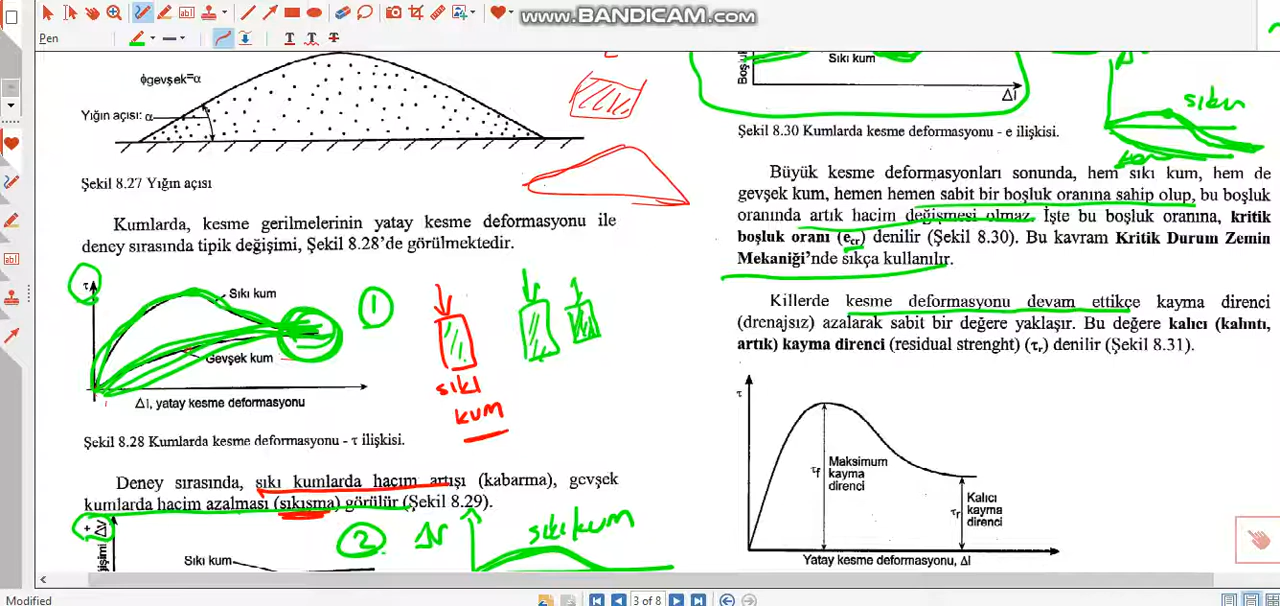 www.BANDICAM.com
Pen
ϕgevşek=α
Yığın açısı: α
Şekil 8.27 Yığın açısı
Kumlarda, kesme gerilmelerinin yatay kesme deformasyonu ile
deney sırasında tipik değişimi, Şekil 8.28'de görülmektedir.
τ
Sıkı kum
Gevşek kum
Δl, yatay kesme deformasyonu
1
sıkı
kum
Şekil 8.28 Kumlarda kesme deformasyonu - τ ilişkisi.
Deney sırasında, sıkı kumlarda hacim artışı (kabarma), gevşek
kumlarda hacim azalması (sıkışma) görülür (Şekil 8.29).
+ ΔV
Sıkı kum
2
ΔV
sıkı kum
Boşluk
Sıkı kum
Δl
sıkı
Şekil 8.30 Kumlarda kesme deformasyonu - e ilişkisi.
Büyük kesme deformasyonları sonunda, hem sıkı kum, hem de
gevşek kum, hemen hemen sabit bir boşluk oranına sahip olup, bu boşluk
oranında artık hacim değişmesi olmaz. İşte bu boşluk oranına, kritik
boşluk oranı (ecr) denilir (Şekil 8.30). Bu kavram Kritik Durum Zemin
Mekaniği'nde sıkça kullanılır.
Killerde kesme deformasyonu devam ettikçe kayma direnci
(drenajsız) azalarak sabit bir değere yaklaşır. Bu değere kalıcı (kalıntı,
artık) kayma direnci (residual strenght) (τr) denilir (Şekil 8.31).
τ
τf
Maksimum
kayma
direnci
τr
Kalıcı
kayma
direnci
Yatay kesme deformasyonu, Δl
Modified
3 of 8